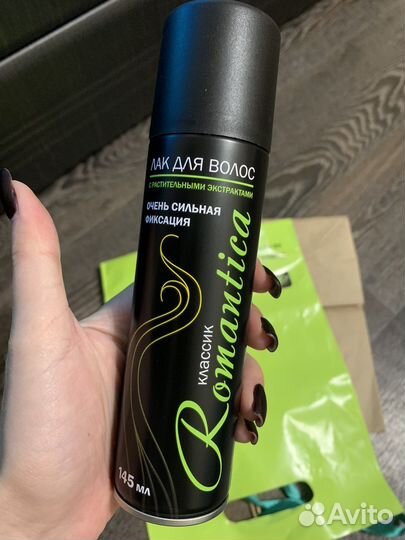 ЛАК ДЛЯ ВОЛОС
С РАСТИТЕЛЬНЫМИ ЭКСТРАКТАМИ
ОЧЕНЬ СИЛЬНАЯ
ФИКСАЦИЯ
КЛАССИК
Romantica
145 МЛ
Avito